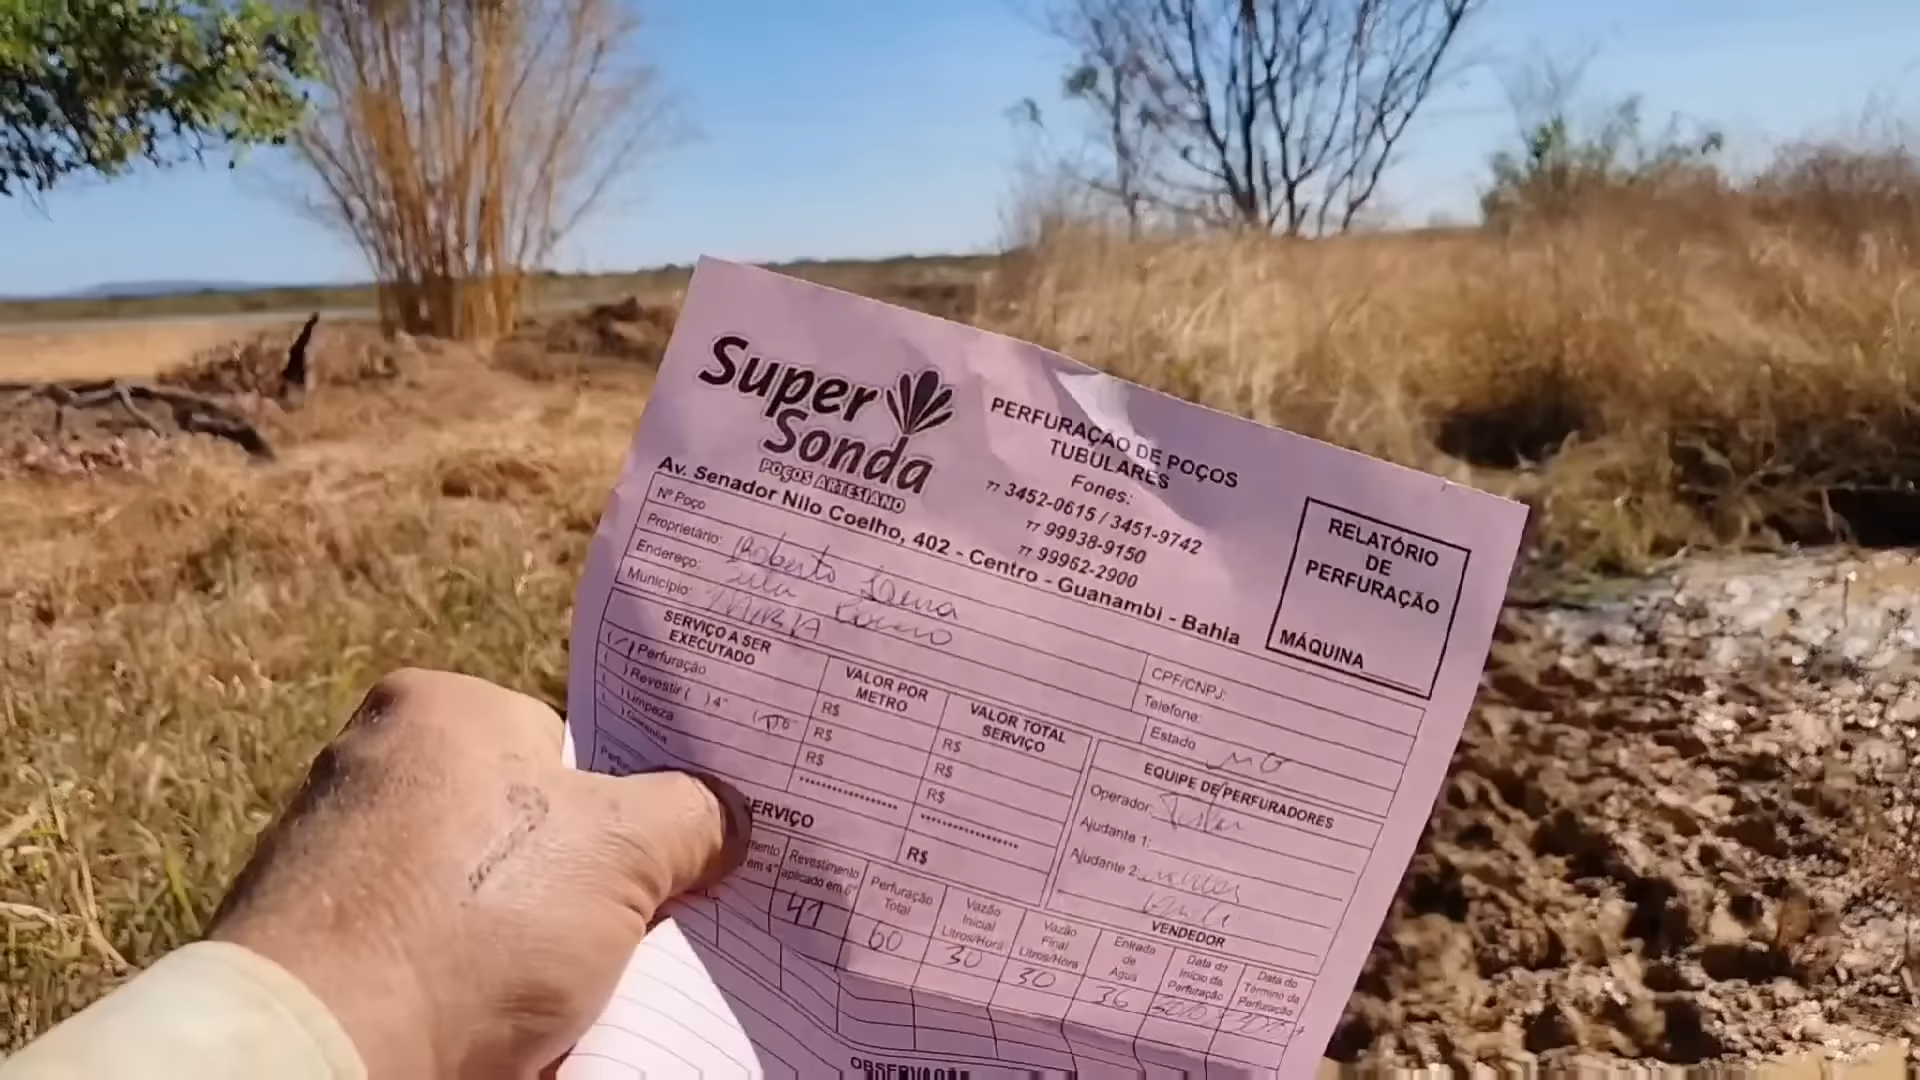 Super
Sonda
POÇOS ARTESIANO
PERFURAÇÃO DE POÇOS
TUBULARES
Fones:
77 3452-0615 / 3451-9742
77 99938-9150
77 99962-2900
Av. Senador Nilo Coelho, 402 - Centro - Guanambi - Bahia
RELATÓRIO
DE
PERFURAÇÃO
MÁQUINA
Nº Poço
Proprietário: Roberto
Endereço:
Município:
CPF/CNPJ:
Telefone:
Estado MG
SERVIÇO A SER
EXECUTADO
VALOR POR
METRO
VALOR TOTAL
SERVIÇO
( ) Perfuração R$ R$
( ) Revestir ( ) 4" R$ R$
( ) Limpeza R$ R$
R$
EQUIPE DE PERFURADORES
Operador:
Ajudante 1:
Ajudante 2:
VENDEDOR
SERVIÇO
em 4"
Revestimento
aplicado em 6"
Perfuração
Total
Vazão
Inicial
Litros/Hora
Vazão
Final
Litros/Hora
Entrada
de
Água
Data do
Início da
Perfuração
Data do
Término da
Perfuração
41 60 30 30 36
OBSERVAÇÃO